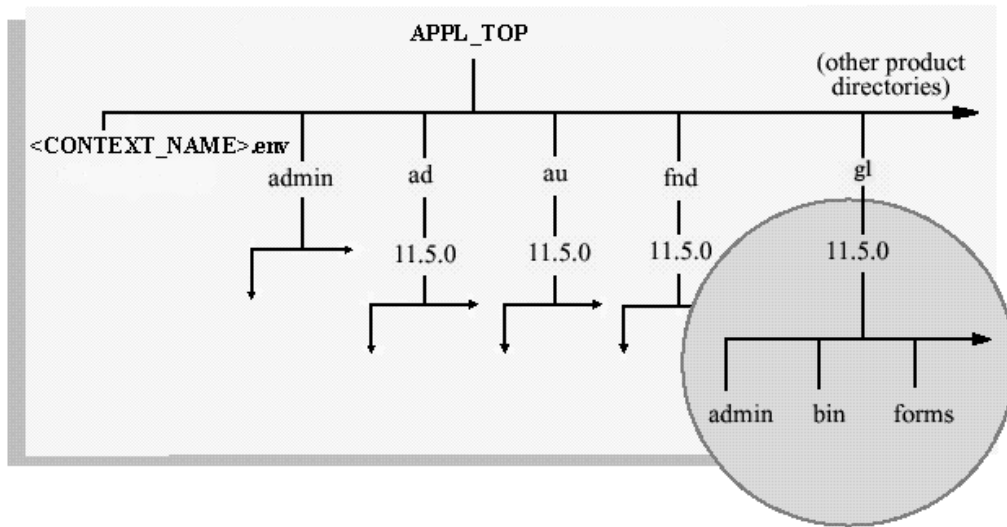 APPL_TOP
(other product
directories)
<CONTEXT_NAME>.env
admin
ad
au
fnd
gl
11.5.0
11.5.0
11.5.0
11.5.0
admin
bin
forms